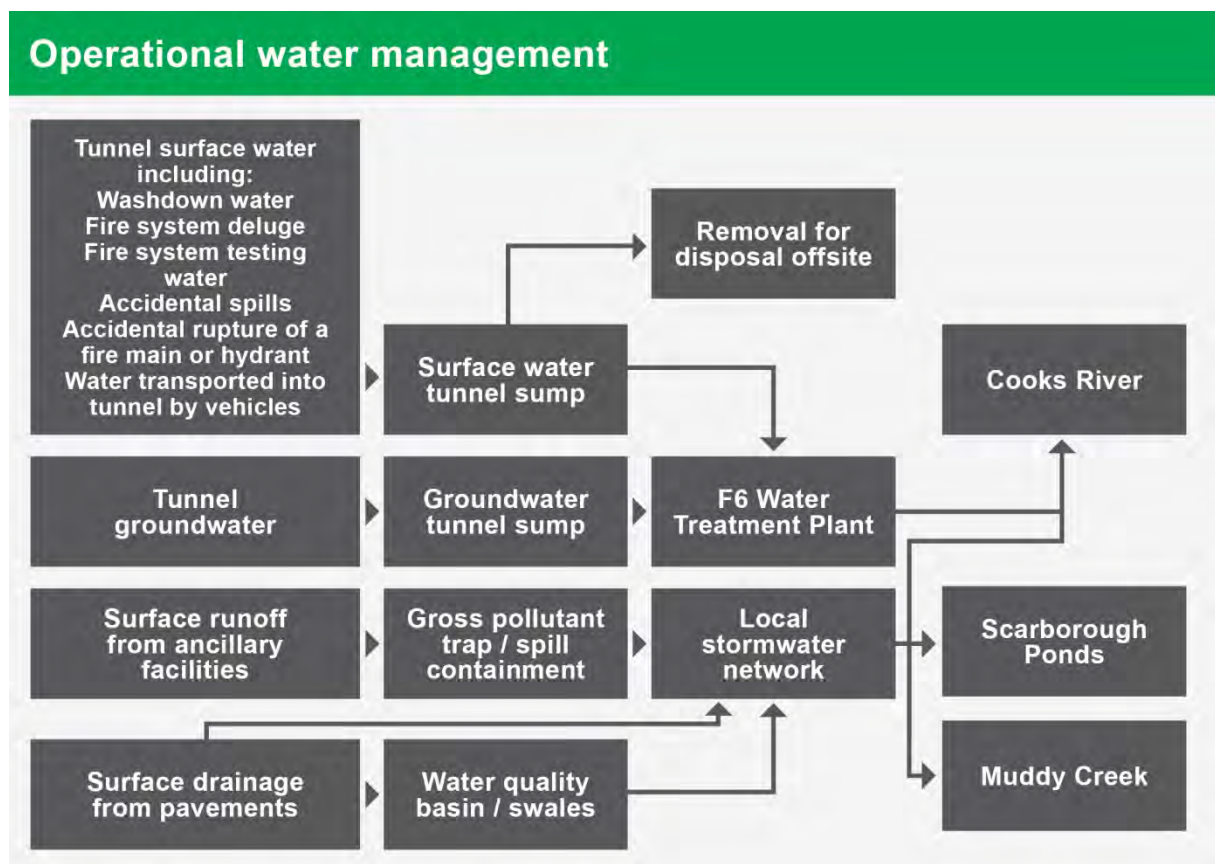 Operational water management
Tunnel surface water
including:
Washdown water
Fire system deluge
Fire system testing
water
Accidental spills
Accidental rupture of a
fire main or hydrant
Water transported into
tunnel by vehicles
Surface water
tunnel sump
Removal for
disposal offsite
Cooks River
Tunnel
groundwater
Groundwater
tunnel sump
F6 Water
Treatment Plant
Surface runoff
from ancillary
facilities
Gross pollutant
trap / spill
containment
Local
stormwater
network
Scarborough
Ponds
Surface drainage
from pavements
Water quality
basin / swales
Muddy Creek